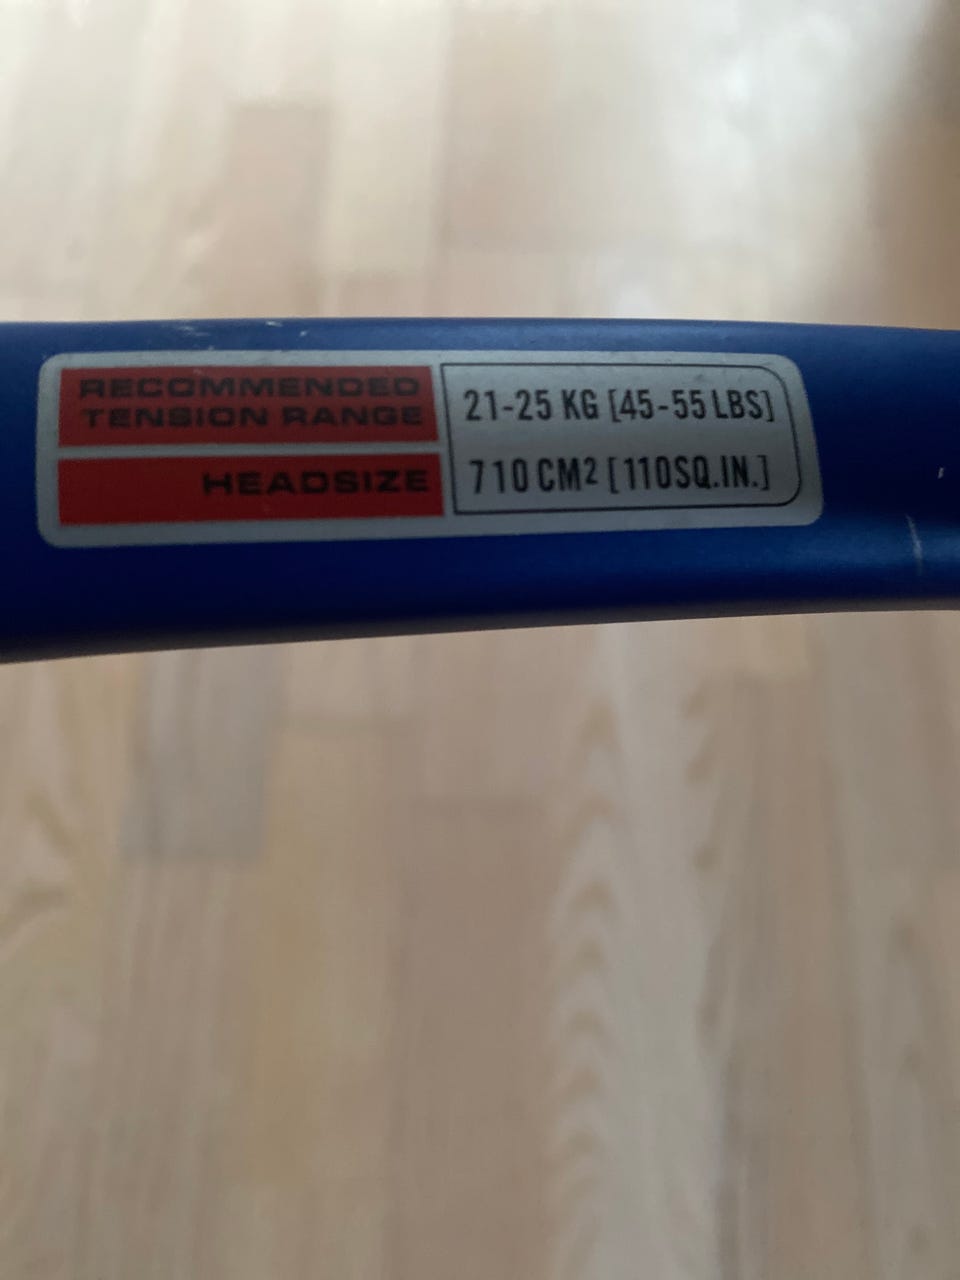 RECOMMENDED
TENSION RANGE
21-25 KG [45-55 LBS]
HEADSIZE
710 CM2 [110SQ.IN.]